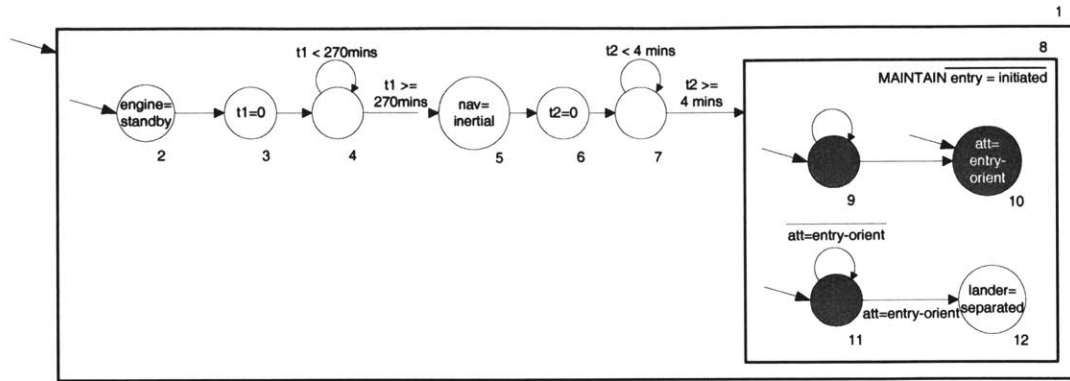 1
8
MAINTAIN entry = initiated
t1 < 270mins
t2 < 4 mins
t1 >=
270mins
t2 >=
4 mins
engine=
standby
t1=0
nav=
inertial
t2=0
2
3
4
5
6
7
att=
entry-
orient
9
10
att=entry-orient
lander=
separated
att=entry-orient
11
12